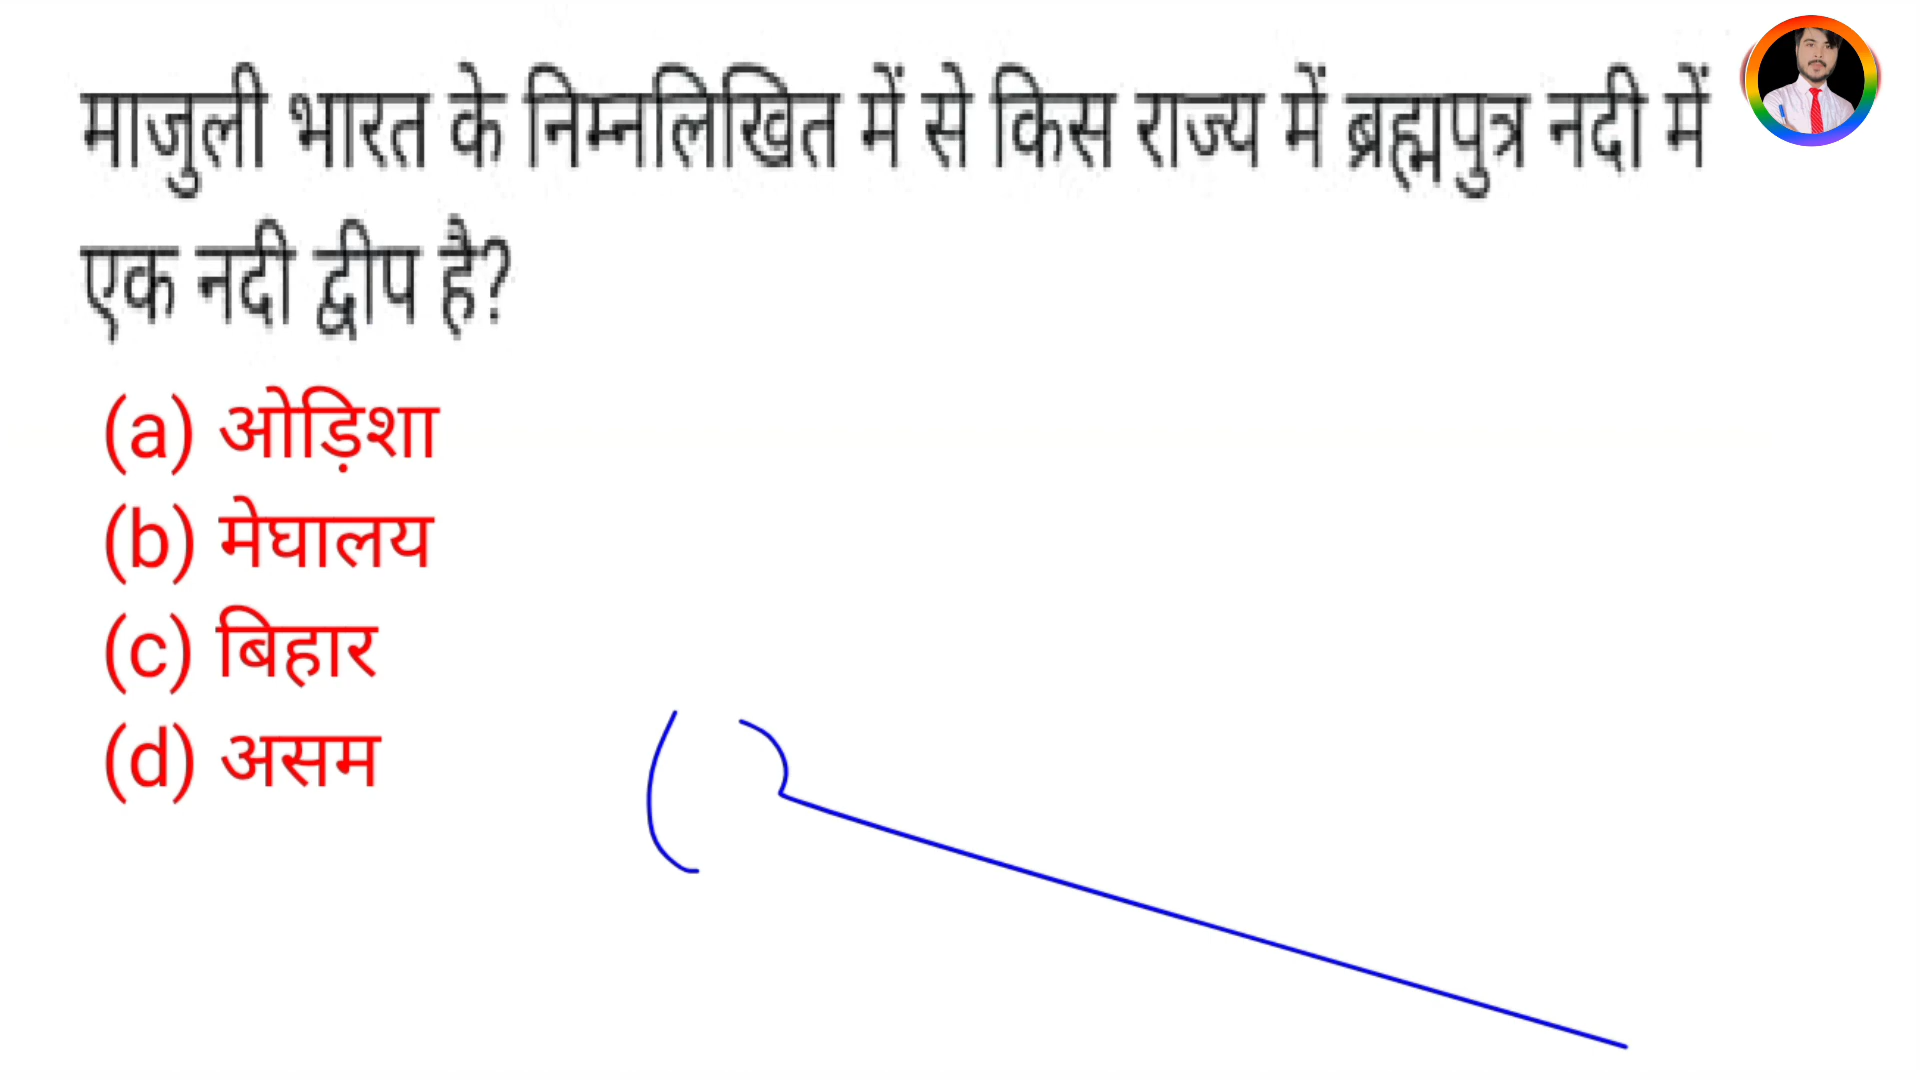 माजुली भारत के निम्नलिखित में से किस राज्य में ब्रह्मपुत्र नदी में
एक नदी द्वीप है?
(a) ओड़िशा
(b) मेघालय
(c) बिहार
(d) असम